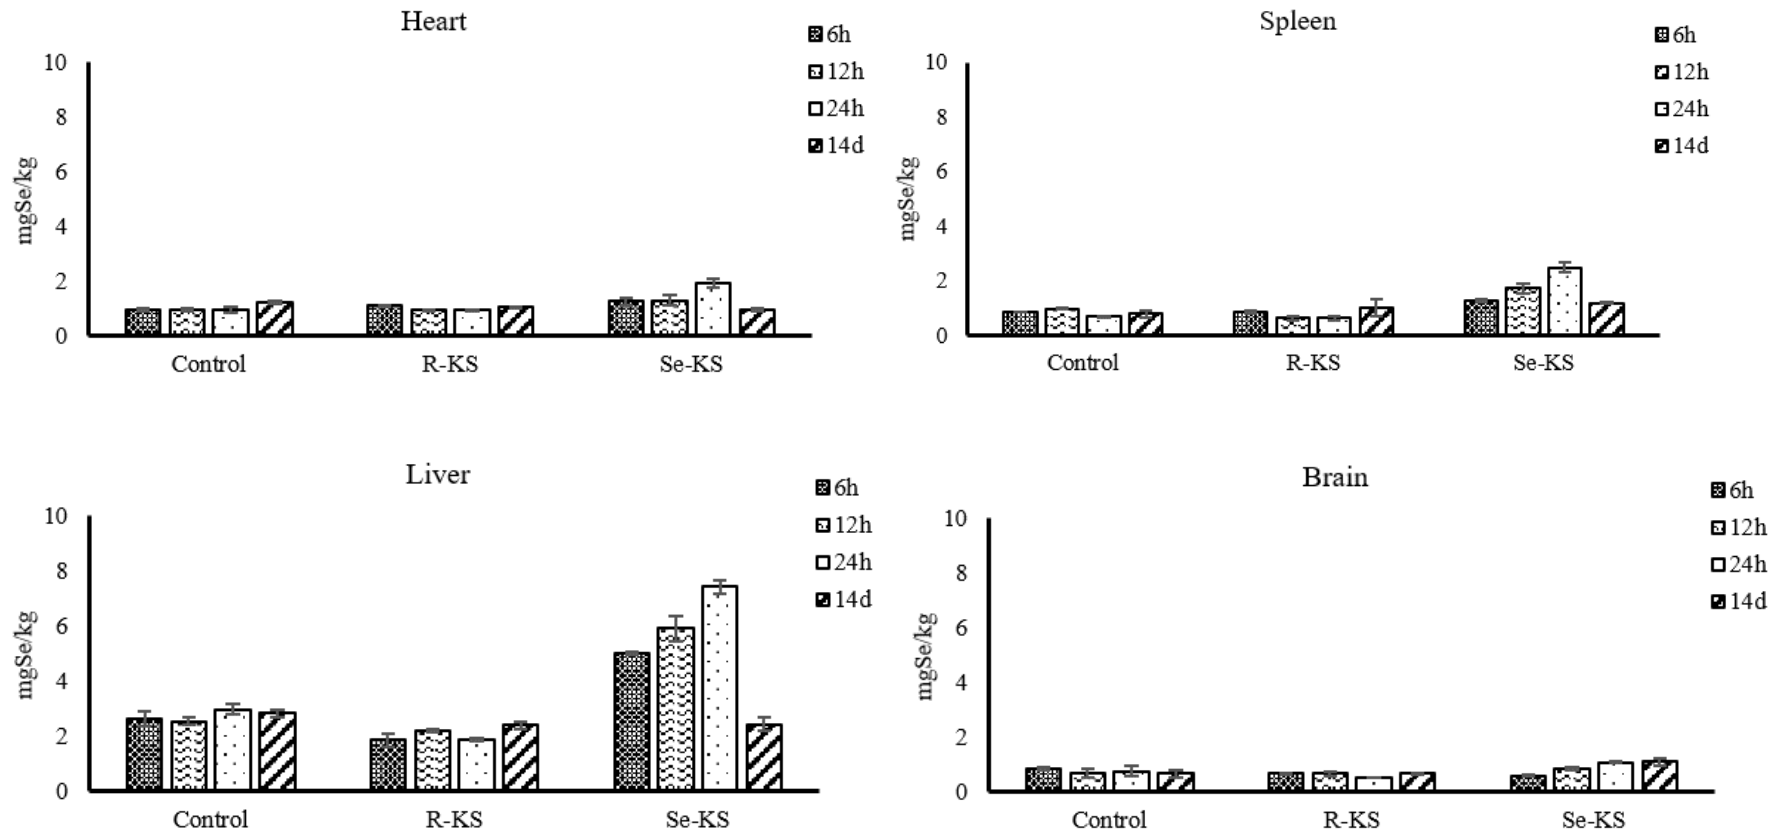 Heart
6h
12h
24h
14d
10
8
6
4
2
0
mgSe/kg
Control R-KS Se-KS
Spleen
6h
12h
24h
14d
10
8
6
4
2
0
mgSe/kg
Control R-KS Se-KS
Liver
6h
12h
24h
14d
10
8
6
4
2
0
mgSe/kg
Control R-KS Se-KS
Brain
6h
12h
24h
14d
10
8
6
4
2
0
mgSe/kg
Control R-KS Se-KS